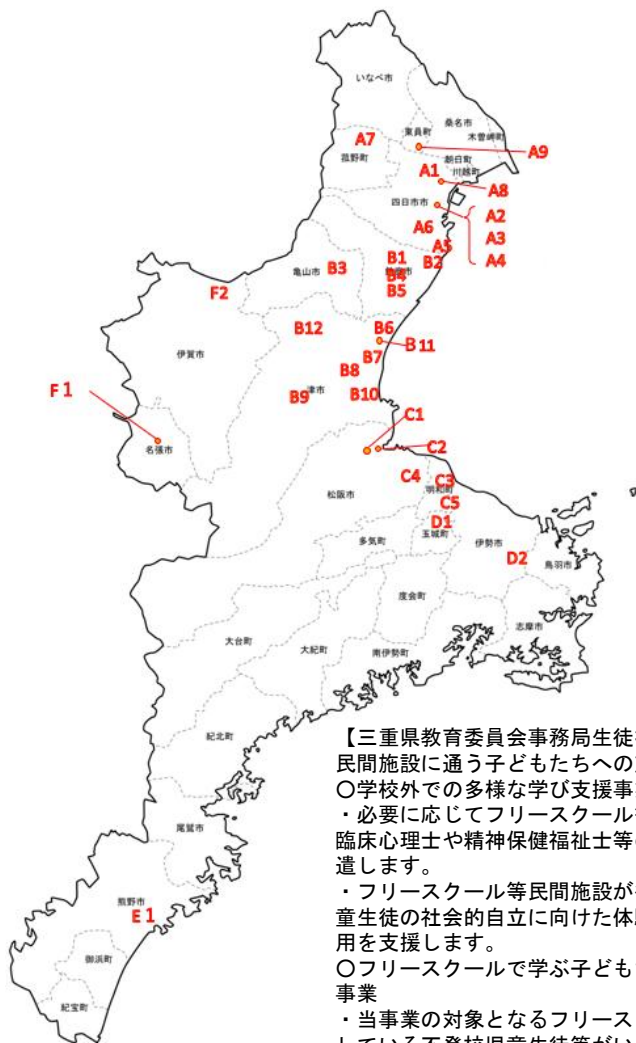 いなべ市
桑名市
東員町
木曽岬町
A7
A9
菰野町
朝日町
川越町
A1
A8
四日市市
A2
A6
A3
A5
B1
B2
A4
亀山市
B3
B4
B5
F2
B12
B6
B 11
伊賀市
B7
B8
F 1
B9
津市
B10
C1
名張市
C2
C4
C3
松阪市
明和町
C5
D1
玉城町
伊勢市
多気町
D2
鳥羽市
度会町
志摩市
大台町
大紀町
南伊勢町
紀北町
尾鷲市
熊野市
E 1
御浜町
紀宝町
【三重県教育委員会事務局生徒
民間施設に通う子どもたちへの
〇学校外での多様な学び支援事
・必要に応じてフリースクール
臨床心理士や精神保健福祉士等
遣します。
・フリースクール等民間施設が
童生徒の社会的自立に向けた体
用を支援します。
〇フリースクールで学ぶ子ども
事業
・当事業の対象となるフリース
している不登校児童生徒等がい